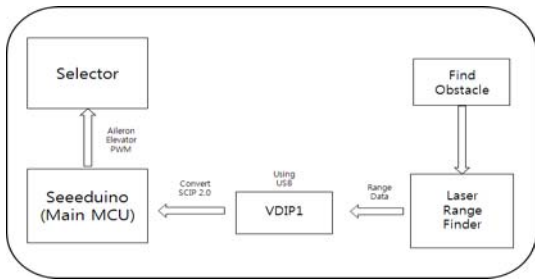 Selector
Find
Obstacle
Aileron
Elevator
PWM
Seeeduino
(Main MCU)
Convert
SCIP 2.0
Using
USB
VDIP1
Range
Data
Laser
Range
Finder